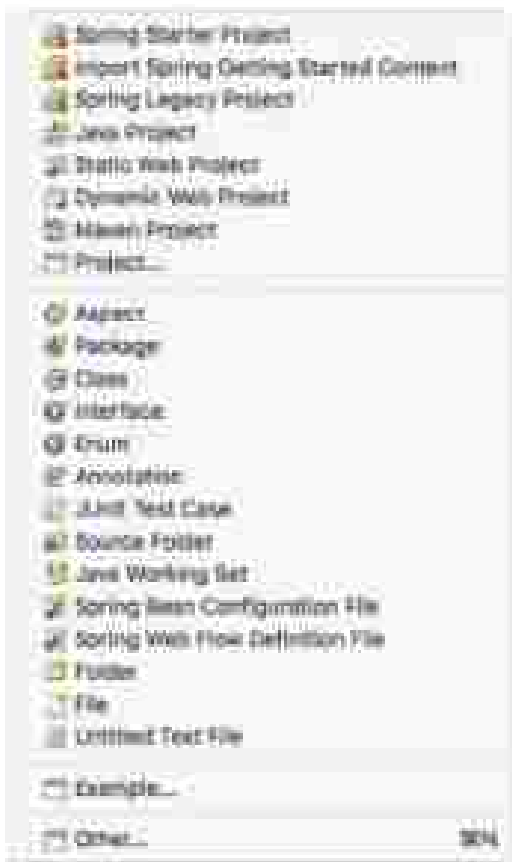 Spring Starter Project
Import Spring Getting Started Content
Spring Legacy Project
Java Project
Static Web Project
Dynamic Web Project
Maven Project
Project...
Aspect
Package
Class
Interface
Enum
Annotation
JUnit Test Case
Source Folder
Java Working Set
Spring Bean Configuration File
Spring Web Flow Definition File
Folder
File
Untitled Text File
Example...
Other...